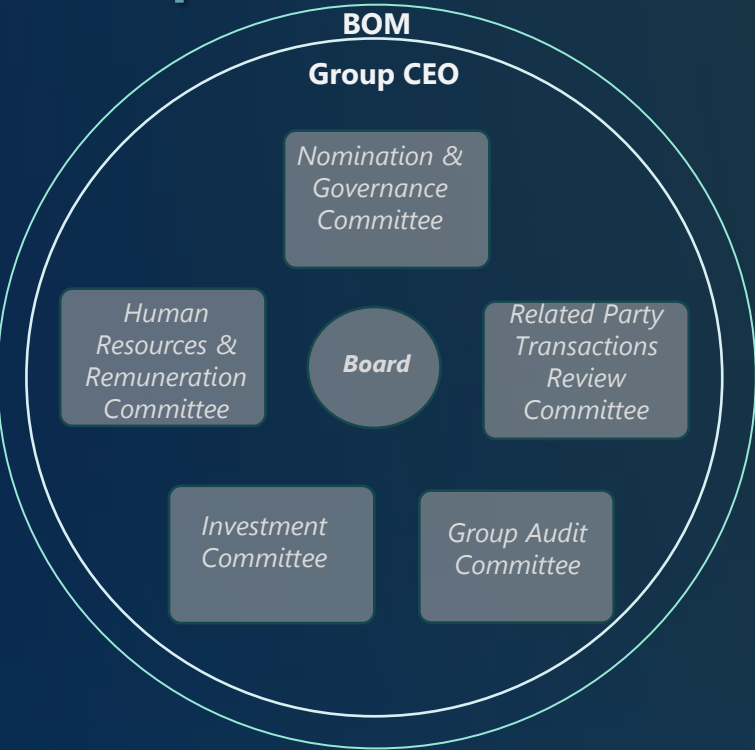 BOM
Group CEO
Nomination &
Governance
Committee
Human
Resources &
Remuneration
Committee
Board
Related Party
Transactions
Review
Committee
Investment
Committee
Group Audit
Committee